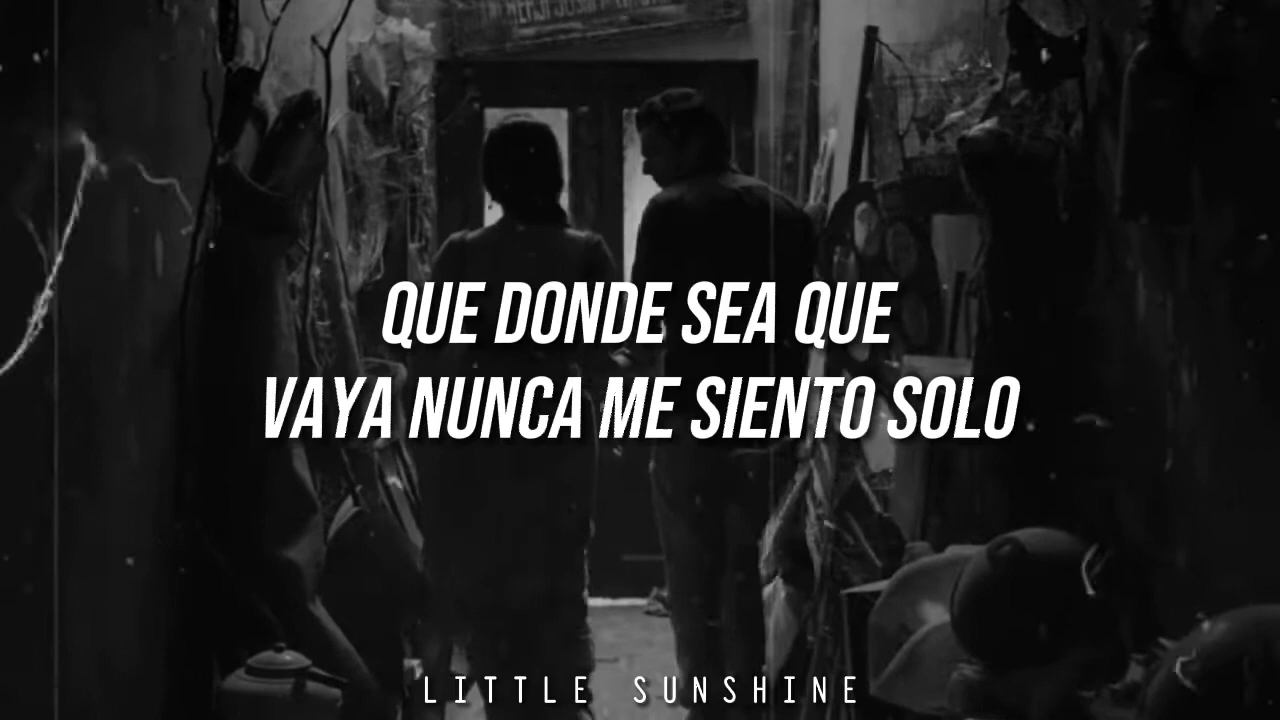 QUE DONDE SEA QUE
VAYA NUNCA ME SIENTO SOLO
LITTLE SUNSHINE